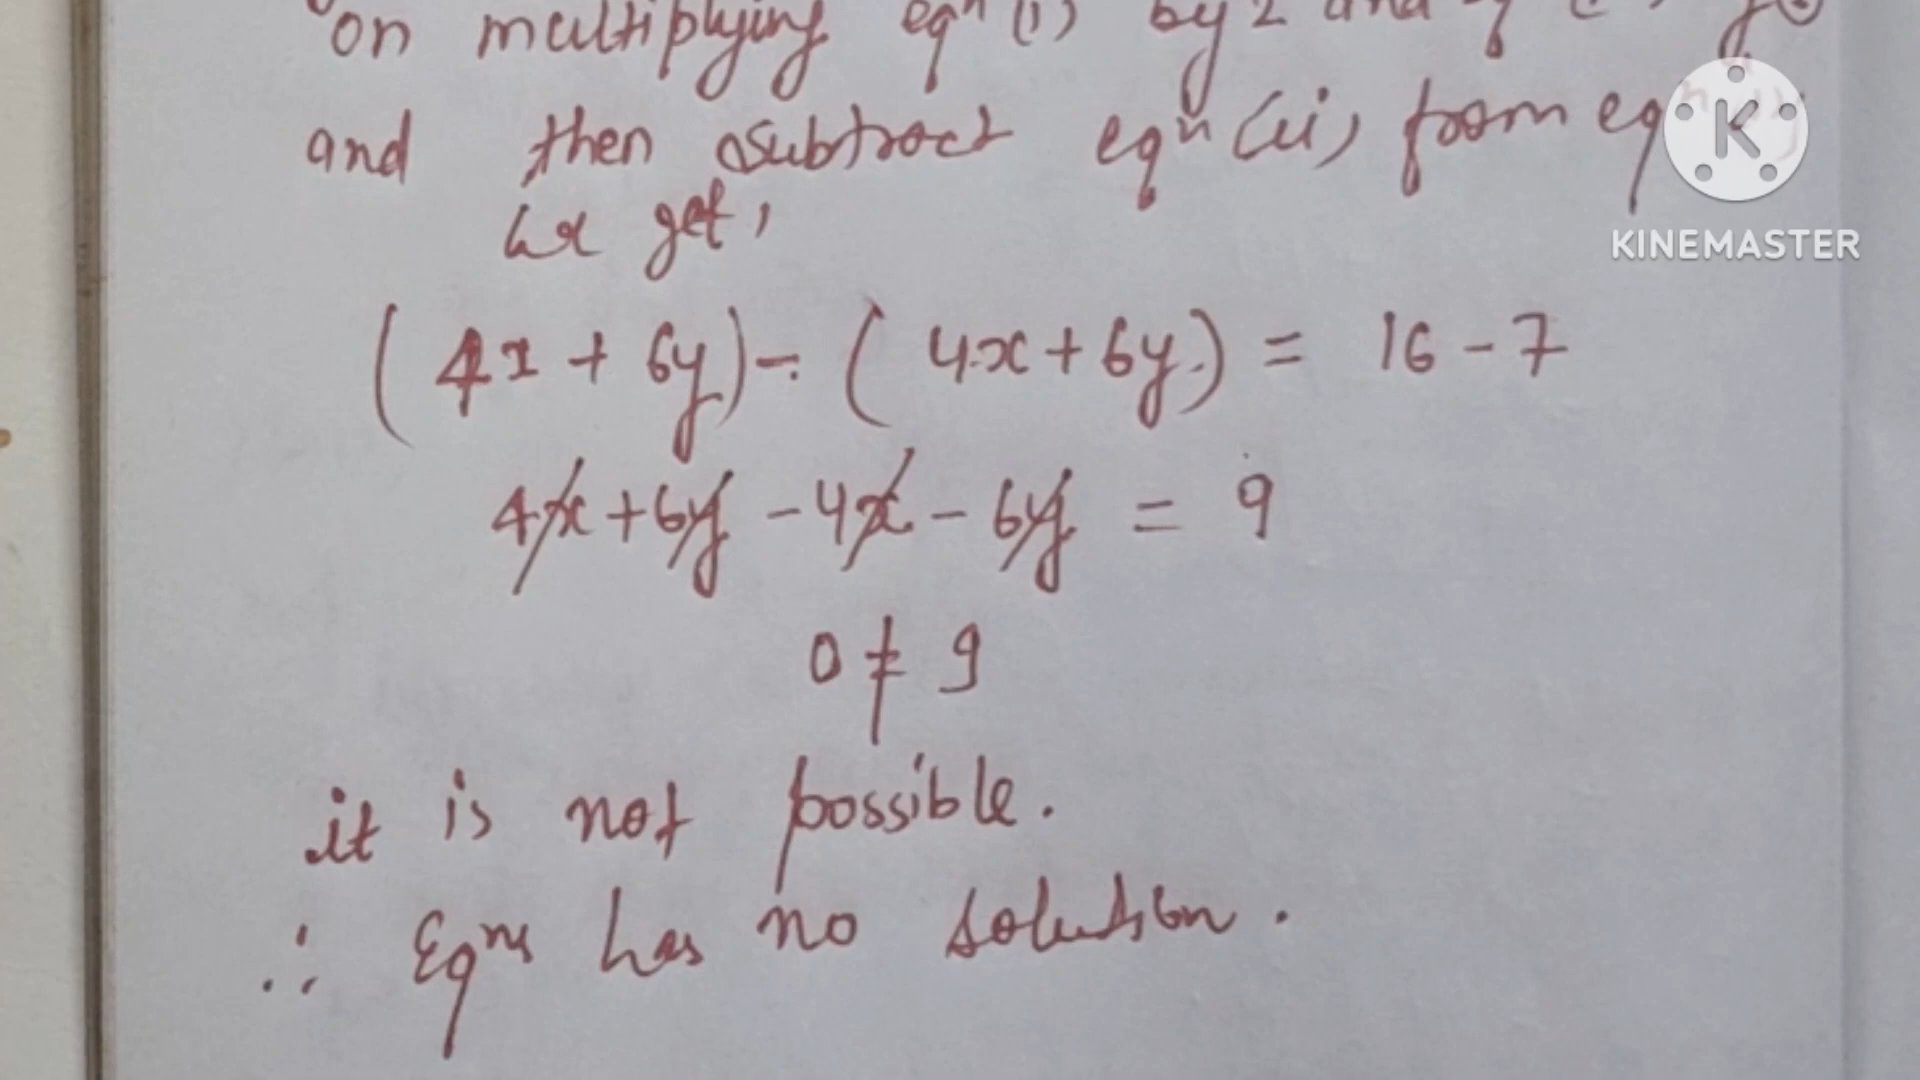 on multiplying eqⁿ (i) by 2 and
and then subtract eqⁿ (ii) from eqⁿ
we get,
(4x + 6y) - (4x + 6y) = 16 - 7
4x + 6y - 4x - 6y = 9
0 ≠ 9
it is not possible.
∴ Eqⁿˢ has no solution.
K
KINEMASTER